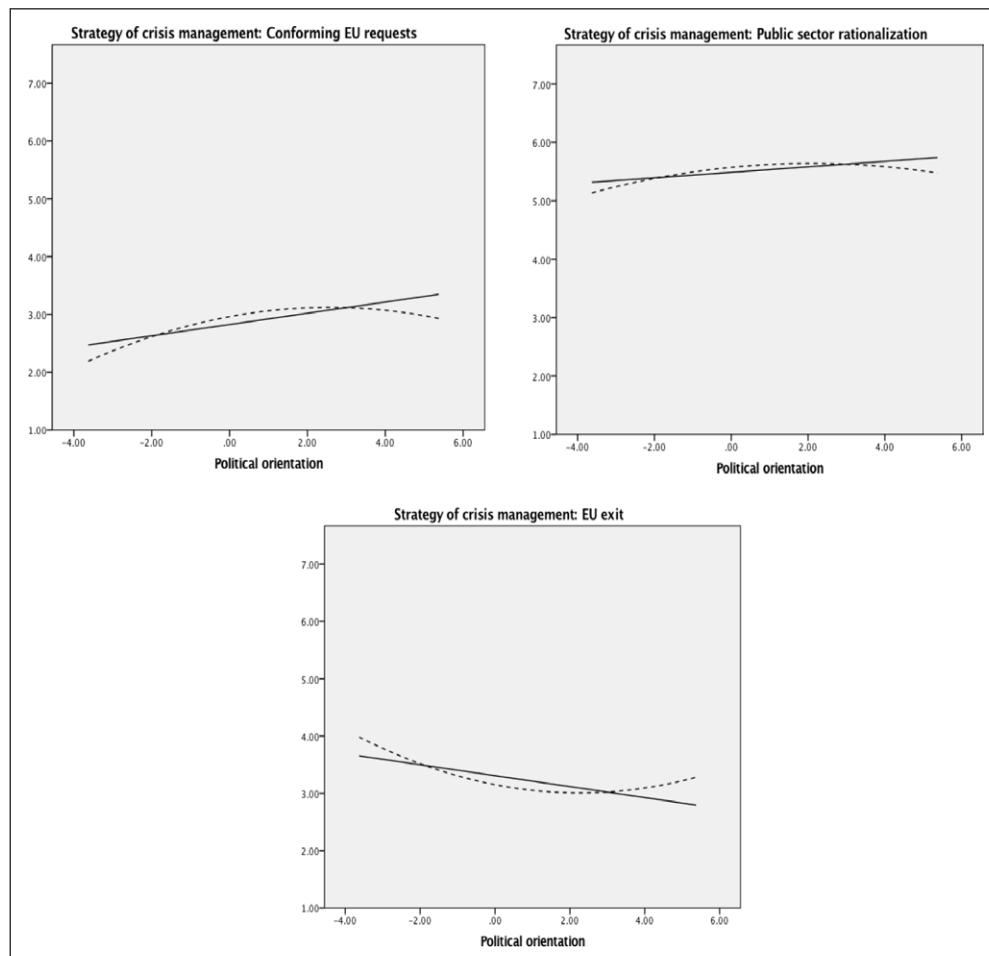 Strategy of crisis management: Conforming EU requests
7.00
6.00
5.00
4.00
3.00
2.00
1.00
-4.00 -2.00 .00 2.00 4.00 6.00
Political orientation
Strategy of crisis management: Public sector rationalization
7.00
6.00
5.00
4.00
3.00
2.00
1.00
-4.00 -2.00 .00 2.00 4.00 6.00
Political orientation
Strategy of crisis management: EU exit
7.00
6.00
5.00
4.00
3.00
2.00
1.00
-4.00 -2.00 .00 2.00 4.00 6.00
Political orientation